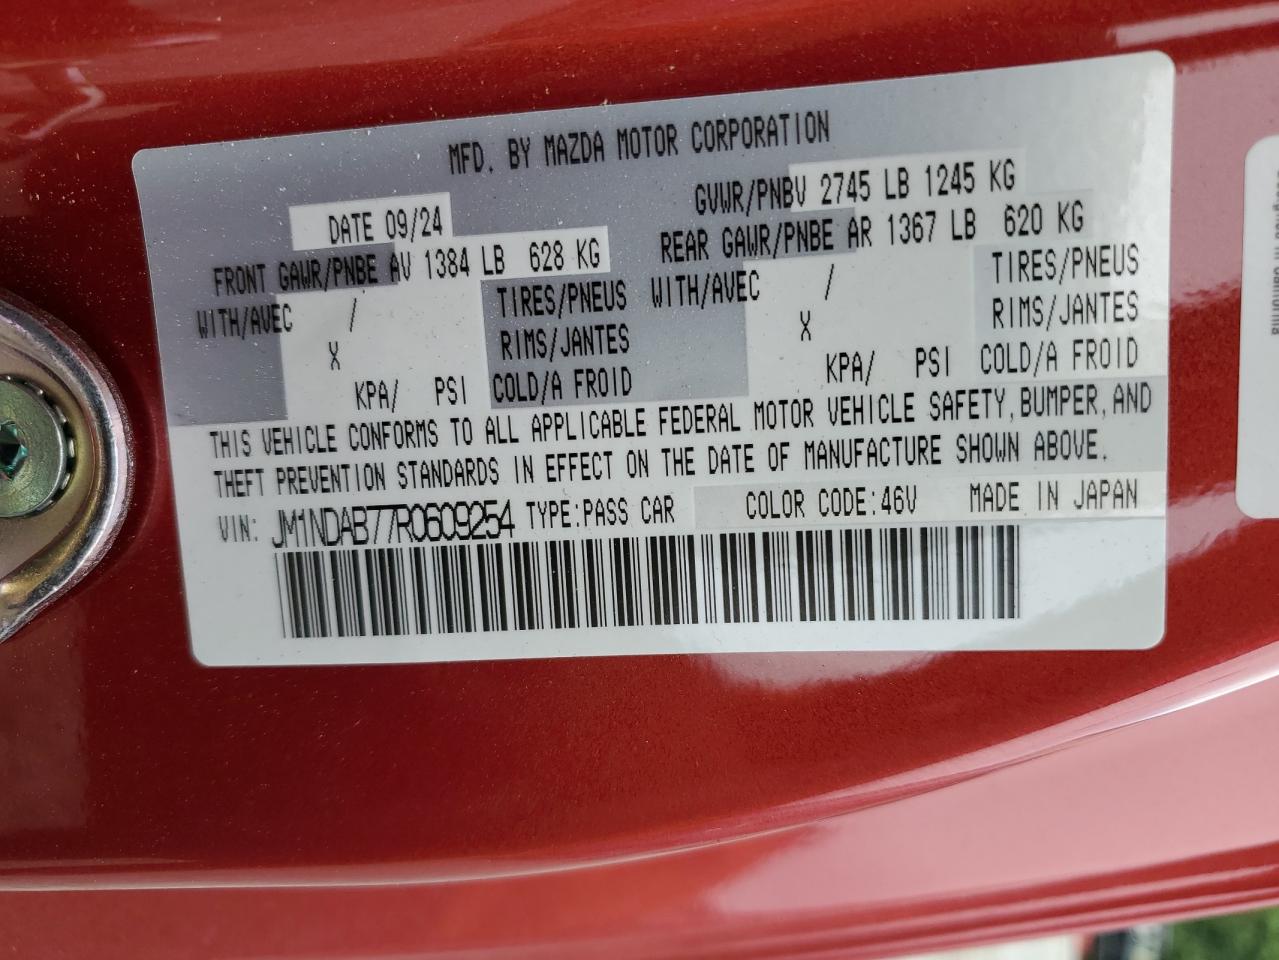 MFD. BY MAZDA MOTOR CORPORATION
DATE 09/24 GVWR/PNBV 2745 LB 1245 KG
FRONT GAWR/PNBE AV 1384 LB 628 KG REAR GAWR/PNBE AR 1367 LB 620 KG
WITH/AVEC / TIRES/PNEUS WITH/AVEC / TIRES/PNEUS
X RIMS/JANTES X RIMS/JANTES
KPA/ PSI COLD/A FROID KPA/ PSI COLD/A FROID
THIS VEHICLE CONFORMS TO ALL APPLICABLE FEDERAL MOTOR VEHICLE SAFETY, BUMPER, AND
THEFT PREVENTION STANDARDS IN EFFECT ON THE DATE OF MANUFACTURE SHOWN ABOVE.
VIN: JM1NDAB77R0609254 TYPE:PASS CAR COLOR CODE:46V MADE IN JAPAN